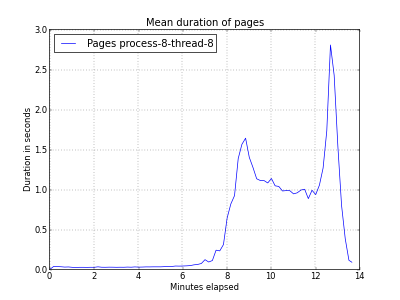 Mean duration of pages
3.0
Pages process-8-thread-8
2.5
2.0
1.5
1.0
0.5
0.0
Duration in seconds
0 2 4 6 8 10 12 14
Minutes elapsed